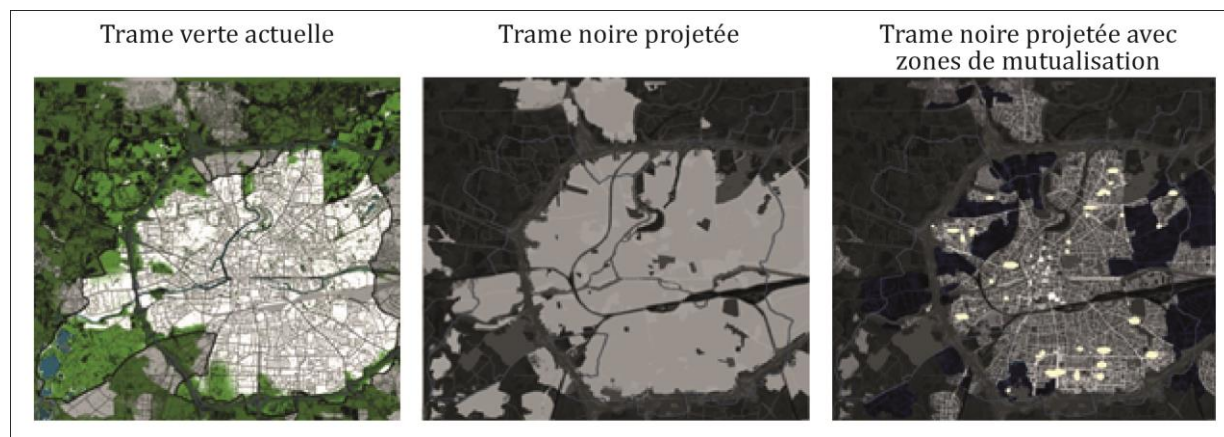 Trame verte actuelle
Trame noire projetée
Trame noire projetée avec
zones de mutualisation